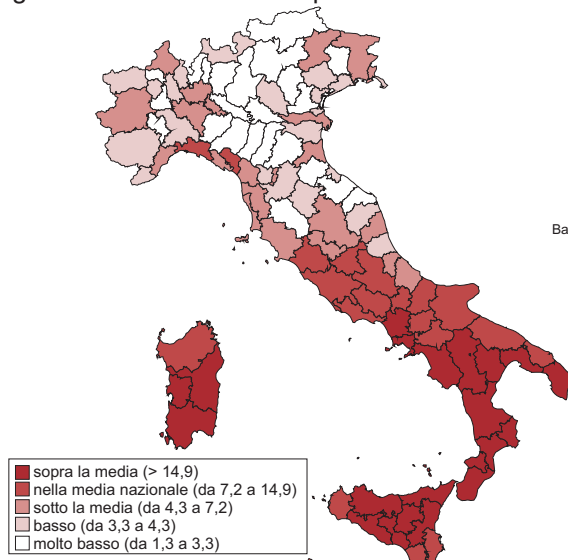 Ba
sopra la media (> 14,9)
nella media nazionale (da 7,2 a 14,9)
sotto la media (da 4,3 a 7,2)
basso (da 3,3 a 4,3)
molto basso (da 1,3 a 3,3)